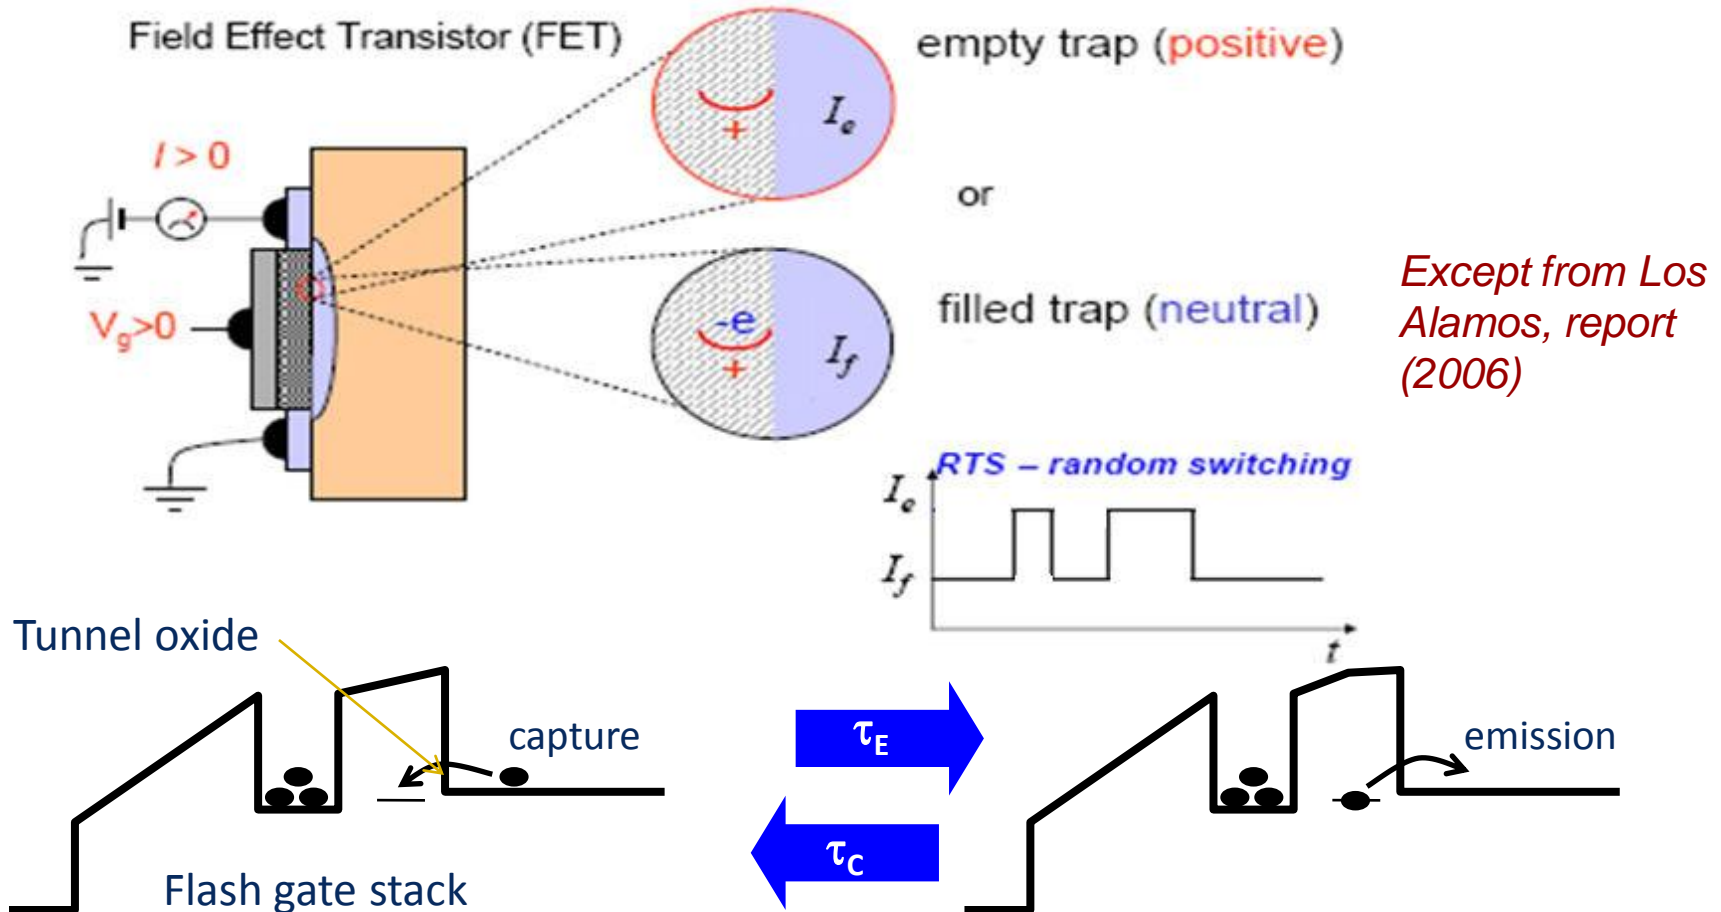 Field Effect Transistor (FET)
empty trap (positive)
+
Ie
I > 0
or
Vg>0
-e
+
If
filled trap (neutral)
Except from Los
Alamos, report
(2006)
RTS – random switching
Ie
If
t
Tunnel oxide
capture
τE
emission
τC
Flash gate stack